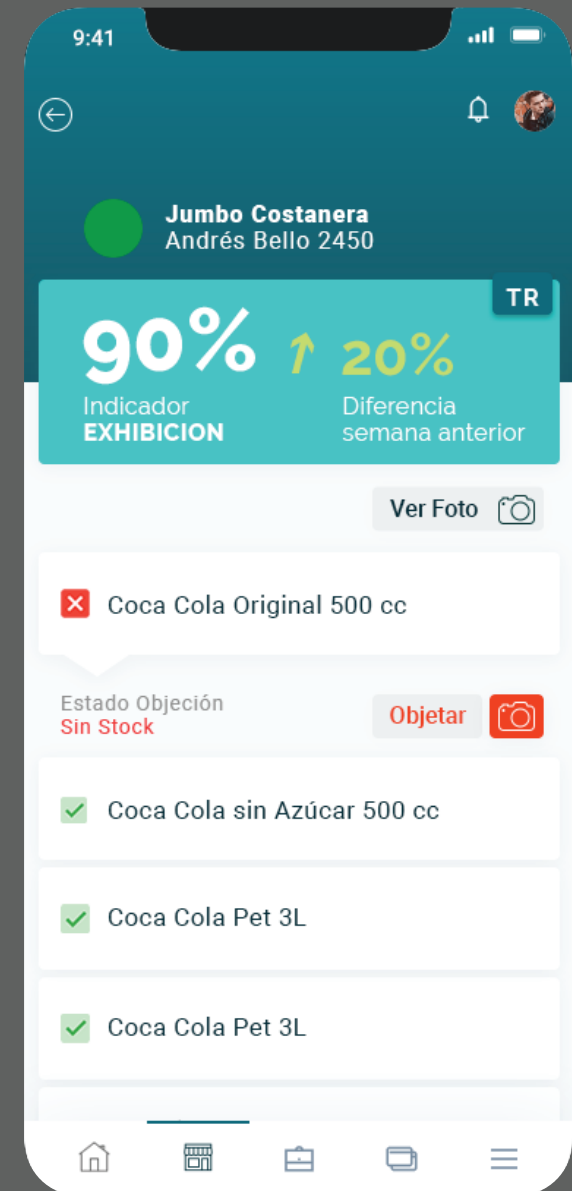 9:41
Jumbo Costanera
Andrés Bello 2450
TR
90%
20%
Indicador
EXHIBICION
Diferencia
semana anterior
Ver Foto
Coca Cola Original 500 cc
Estado Objeción
Sin Stock
Objetar
Coca Cola sin Azúcar 500 cc
Coca Cola Pet 3L
Coca Cola Pet 3L